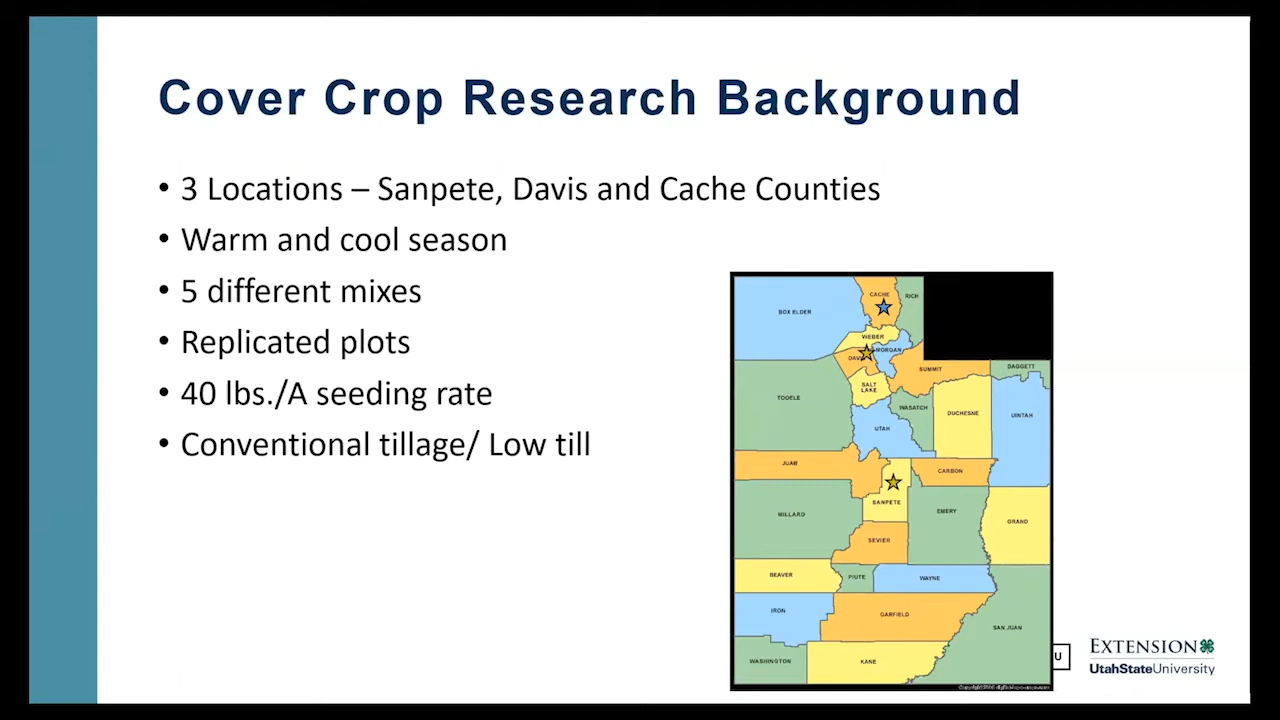 Cover Crop Research Background
• 3 Locations – Sanpete, Davis and Cache Counties
• Warm and cool season
• 5 different mixes
• Replicated plots
• 40 lbs./A seeding rate
• Conventional tillage/ Low till
CACHE
RICH
BOX ELDER
WEBER
MORGAN
SUMMIT
DAGGETT
SALT
LAKE
TOOELE
WASATCH
DUCHESNE
UINTAH
UTAH
JUAB
CARBON
SANPETE
EMERY
MILLARD
GRAND
SEVIER
BEAVER
PIUTE
WAYNE
IRON
GARFIELD
SAN JUAN
WASHINGTON
KANE
U
EXTENSION
UtahStateUniversity